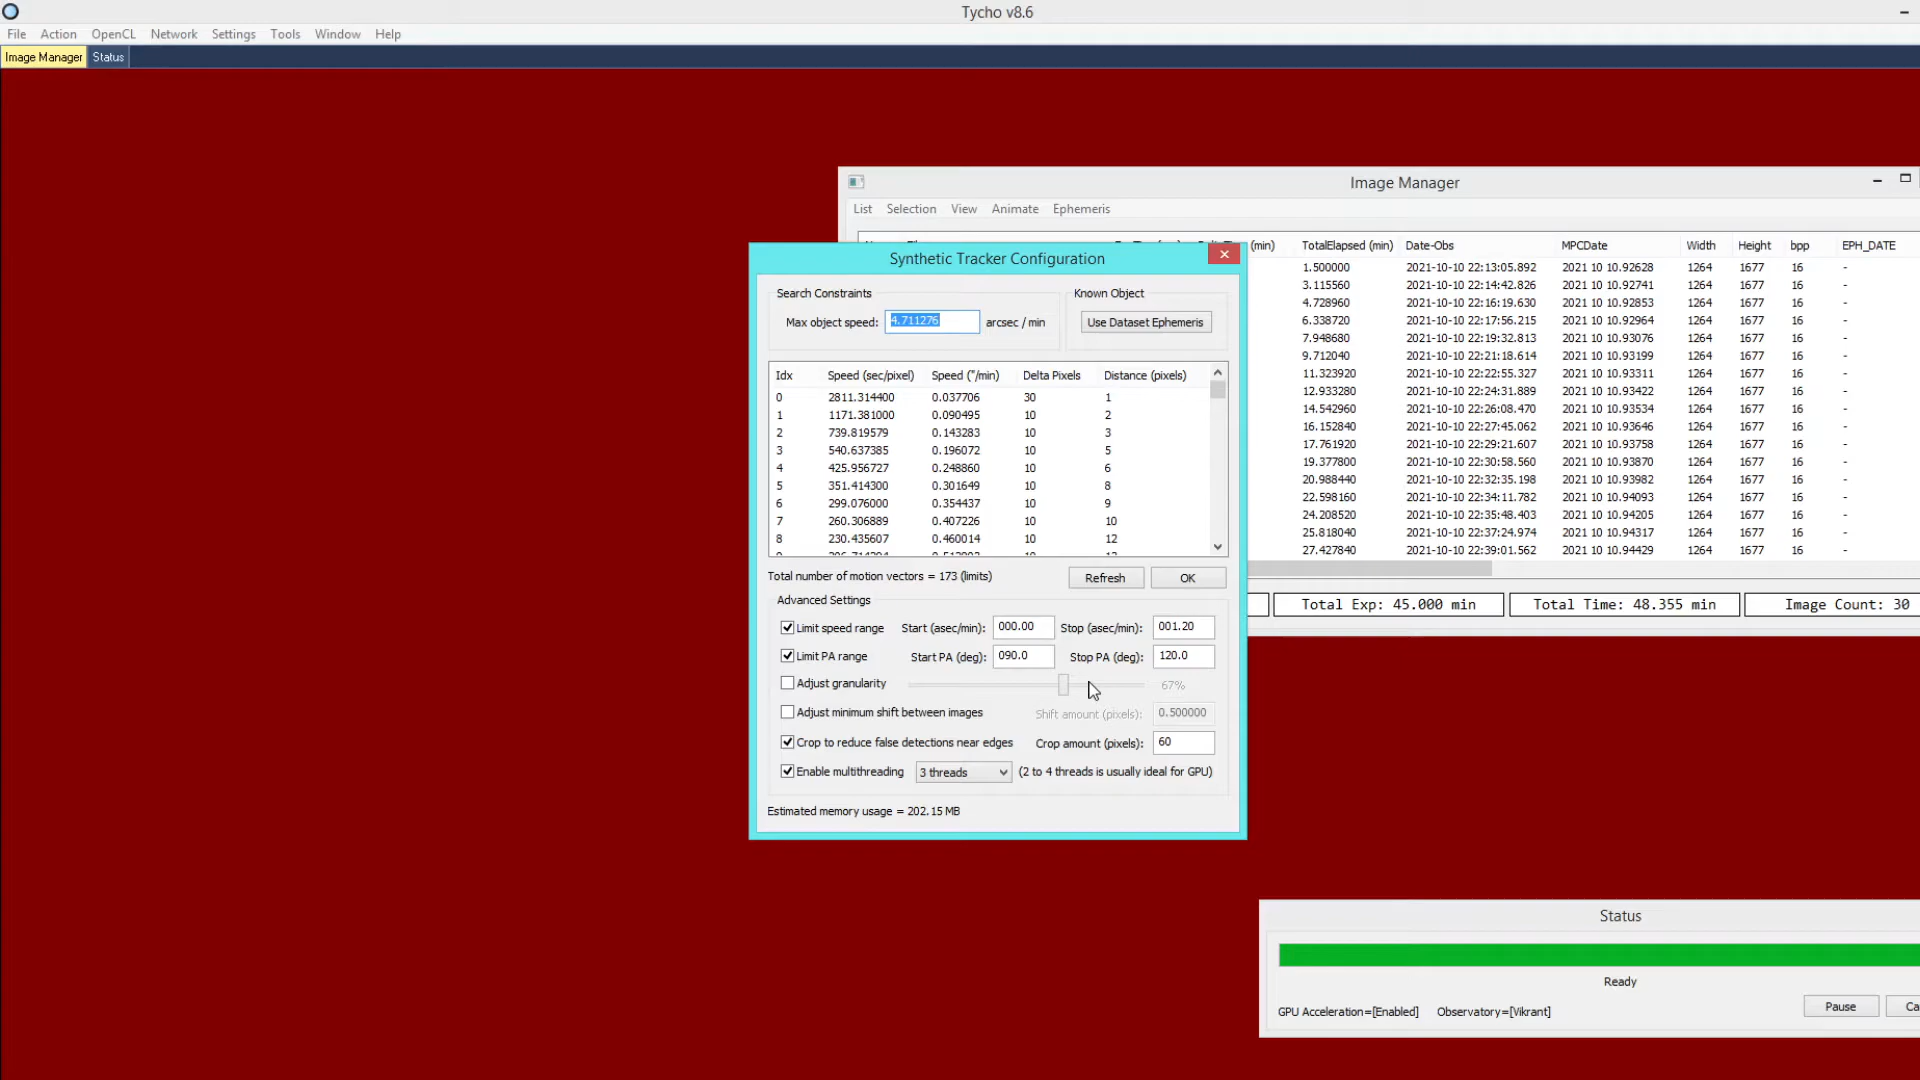 Tycho v8.6
File Action OpenCL Network Settings Tools Window Help
Image Manager Status
Image Manager
List Selection View Animate Ephemeris
(min) TotalElapsed (min) Date-Obs MPCDate Width Height bpp EPH_DATE
1.500000 2021-10-10 22:13:05.892 2021 10 10.92628 1264 1677 16 -
3.115560 2021-10-10 22:14:42.826 2021 10 10.92741 1264 1677 16 -
4.728960 2021-10-10 22:16:19.630 2021 10 10.92853 1264 1677 16 -
6.338720 2021-10-10 22:17:56.215 2021 10 10.92964 1264 1677 16 -
7.948680 2021-10-10 22:19:32.813 2021 10 10.93076 1264 1677 16 -
9.712040 2021-10-10 22:21:18.614 2021 10 10.93199 1264 1677 16 -
11.323920 2021-10-10 22:22:55.327 2021 10 10.93311 1264 1677 16 -
12.933280 2021-10-10 22:24:31.889 2021 10 10.93422 1264 1677 16 -
14.542960 2021-10-10 22:26:08.470 2021 10 10.93534 1264 1677 16 -
16.152840 2021-10-10 22:27:45.062 2021 10 10.93646 1264 1677 16 -
17.761920 2021-10-10 22:29:21.607 2021 10 10.93758 1264 1677 16 -
19.377800 2021-10-10 22:30:58.560 2021 10 10.93870 1264 1677 16 -
20.988440 2021-10-10 22:32:35.198 2021 10 10.93982 1264 1677 16 -
22.598160 2021-10-10 22:34:11.782 2021 10 10.94093 1264 1677 16 -
24.208520 2021-10-10 22:35:48.403 2021 10 10.94205 1264 1677 16 -
25.818040 2021-10-10 22:37:24.974 2021 10 10.94317 1264 1677 16 -
27.427840 2021-10-10 22:39:01.562 2021 10 10.94429 1264 1677 16 -
Total Exp: 45.000 min Total Time: 48.355 min Image Count: 30
Synthetic Tracker Configuration
Search Constraints Known Object
Max object speed: 4.711276 arcsec / min Use Dataset Ephemeris
Idx Speed (sec/pixel) Speed ("/min) Delta Pixels Distance (pixels)
0 2811.314400 0.037706 30 1
1 1171.381000 0.090495 10 2
2 739.819579 0.143283 10 3
3 540.637385 0.196072 10 5
4 425.956727 0.248860 10 6
5 351.414300 0.301649 10 8
6 299.076000 0.354437 10 9
7 260.306889 0.407226 10 10
8 230.435607 0.460014 10 12
Total number of motion vectors = 173 (limits) Refresh OK
Advanced Settings
Limit speed range Start (asec/min): 000.00 Stop (asec/min): 001.20
Limit PA range Start PA (deg): 090.0 Stop PA (deg): 120.0
Adjust granularity 67%
Adjust minimum shift between images Shift amount (pixels): 0.500000
Crop to reduce false detections near edges Crop amount (pixels): 60
Enable multithreading 3 threads (2 to 4 threads is usually ideal for GPU)
Estimated memory usage = 202.15 MB
Status
Ready
GPU Acceleration=[Enabled] Observatory=[Vikrant] Pause Ca